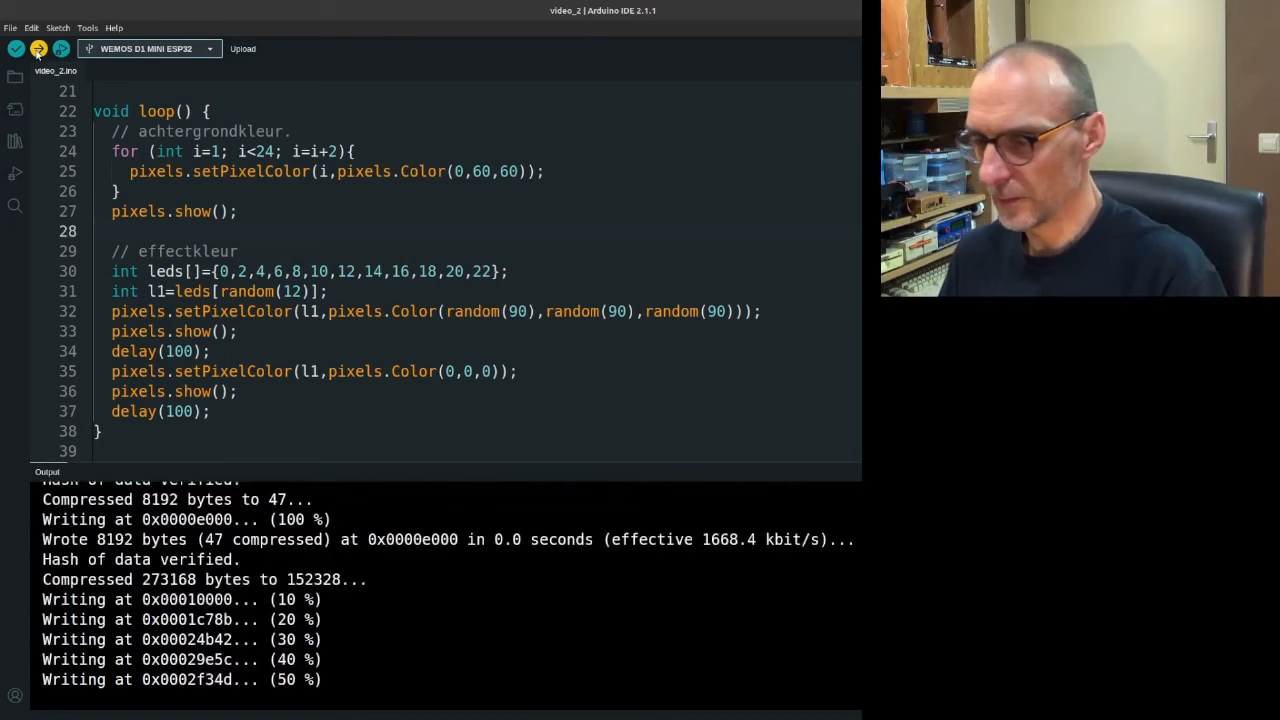 video_2 | Arduino IDE 2.1.1
File Edit Sketch Tools Help
WEMOS D1 MINI ESP32 Upload
video_2.ino
21
22 void loop() {
23 // achtergrondkleur.
24 for (int i=1; i<24; i=i+2){
25 pixels.setPixelColor(i,pixels.Color(0,60,60));
26 }
27 pixels.show();
28
29 // effectkleur
30 int leds[]={0,2,4,6,8,10,12,14,16,18,20,22};
31 int l1=leds[random(12)];
32 pixels.setPixelColor(l1,pixels.Color(random(90),random(90),random(90)));
33 pixels.show();
34 delay(100);
35 pixels.setPixelColor(l1,pixels.Color(0,0,0));
36 pixels.show();
37 delay(100);
38 }
39
Output
Hash of data verified.
Compressed 8192 bytes to 47...
Writing at 0x0000e000... (100 %)
Wrote 8192 bytes (47 compressed) at 0x0000e000 in 0.0 seconds (effective 1668.4 kbit/s)...
Hash of data verified.
Compressed 273168 bytes to 152328...
Writing at 0x00010000... (10 %)
Writing at 0x0001c78b... (20 %)
Writing at 0x00024b42... (30 %)
Writing at 0x00029e5c... (40 %)
Writing at 0x0002f34d... (50 %)